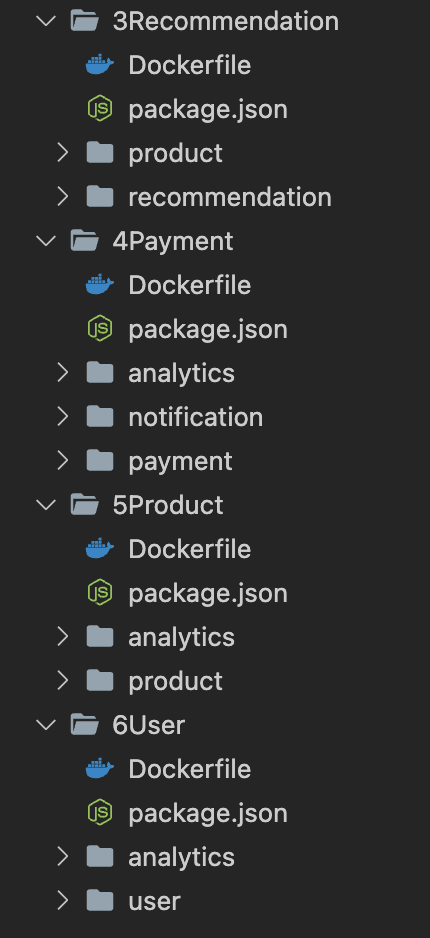 3Recommendation
Dockerfile
package.json
product
recommendation
4Payment
Dockerfile
package.json
analytics
notification
payment
5Product
Dockerfile
package.json
analytics
product
6User
Dockerfile
package.json
analytics
user